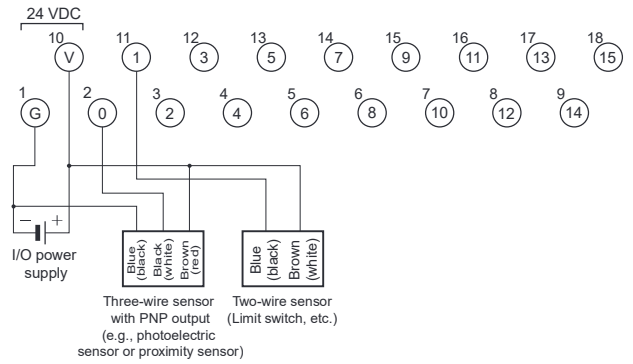 24 VDC
10 11 12 13 14 15 16 17 18
V 1 3 5 7 9 11 13 15
1 2 3 4 5 6 7 8 9
G 0 2 4 6 8 10 12 14
− +
I/O power
supply
Blue
(black)
Black
(white)
Brown
(red)
Blue
(black)
Brown
(white)
Three-wire sensor
with PNP output
(e.g., photoelectric
sensor or proximity sensor)
Two-wire sensor
(Limit switch, etc.)